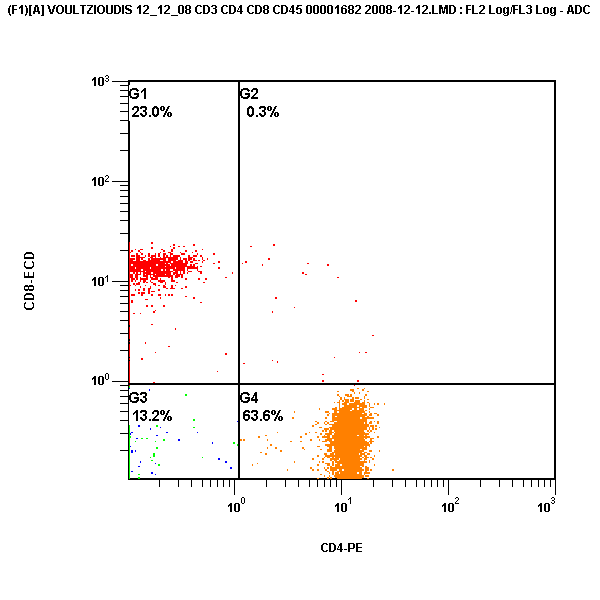 (F1)[A] VOULTZIOUDIS 12_12_08 CD3 CD4 CD8 CD45 00001682 2008-12-12.LMD : FL2 Log/FL3 Log - ADC
10³
G1
G2
23.0%
0.3%
10²
CD8-ECD
10¹
10⁰
G3
G4
13.2%
63.6%
10⁰
10¹
10²
10³
CD4-PE